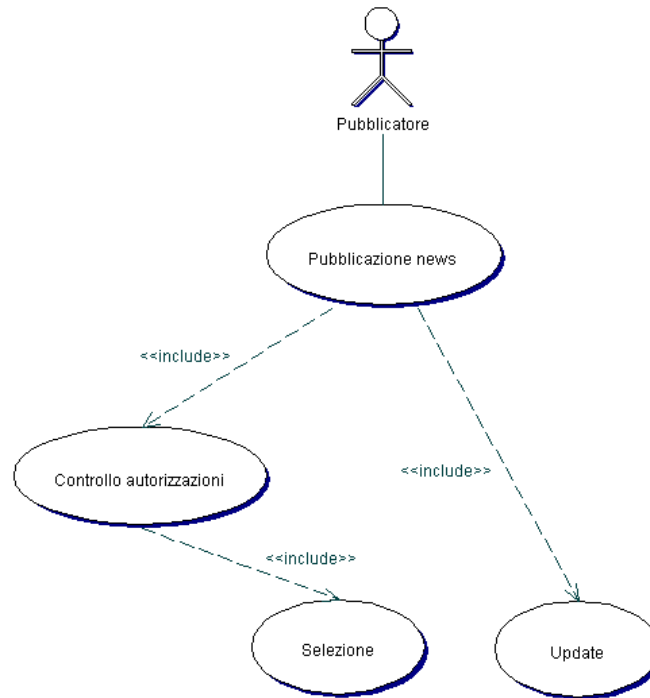 Pubblicatore
Pubblicazione news
<<include>>
Controllo autorizzazioni
<<include>>
<<include>>
Selezione
Update